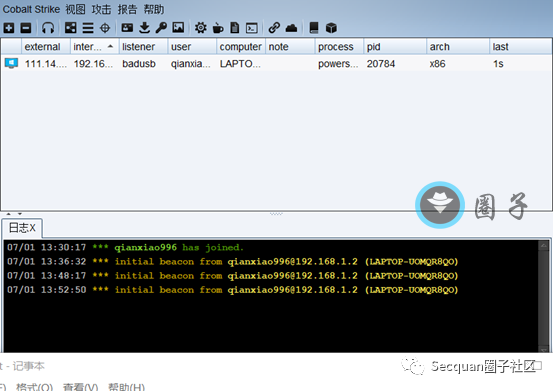 Cobalt Strike 视图 攻击 报告 帮助
external inter... listener user computer note process pid arch last
111.14.... 192.16... badusb qianxia... LAPTO... powers... 20784 x86 1s
圈子
日志X
07/01 13:30:17 *** qianxiao996 has joined.
07/01 13:36:32 *** initial beacon from qianxiao996@192.168.1.2 (LAPTOP-UOMQR8QO)
07/01 13:48:17 *** initial beacon from qianxiao996@192.168.1.2 (LAPTOP-UOMQR8QO)
07/01 13:52:50 *** initial beacon from qianxiao996@192.168.1.2 (LAPTOP-UOMQR8QO)
t - 记事本
Secquan圈子社区
格式(O) 查看(V) 帮助(H)